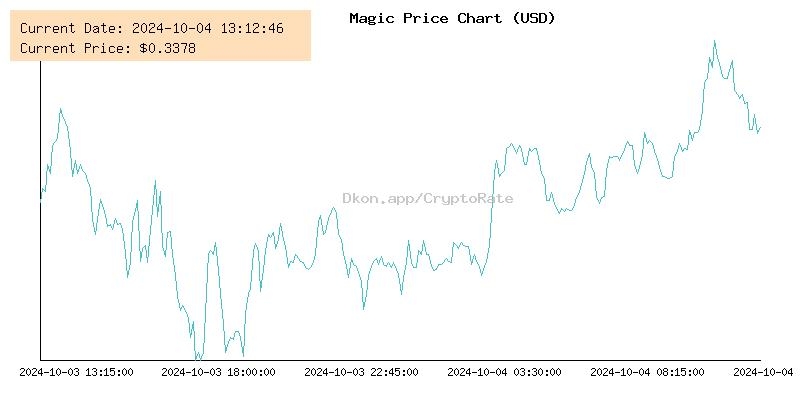 Magic Price Chart (USD)
Current Date: 2024-10-04 13:12:46
Current Price: $0.3378
Dkon.app/CryptoRate
2024-10-03 13:15:00 2024-10-03 18:00:00 2024-10-03 22:45:00 2024-10-04 03:30:00 2024-10-04 08:15:00 2024-10-04